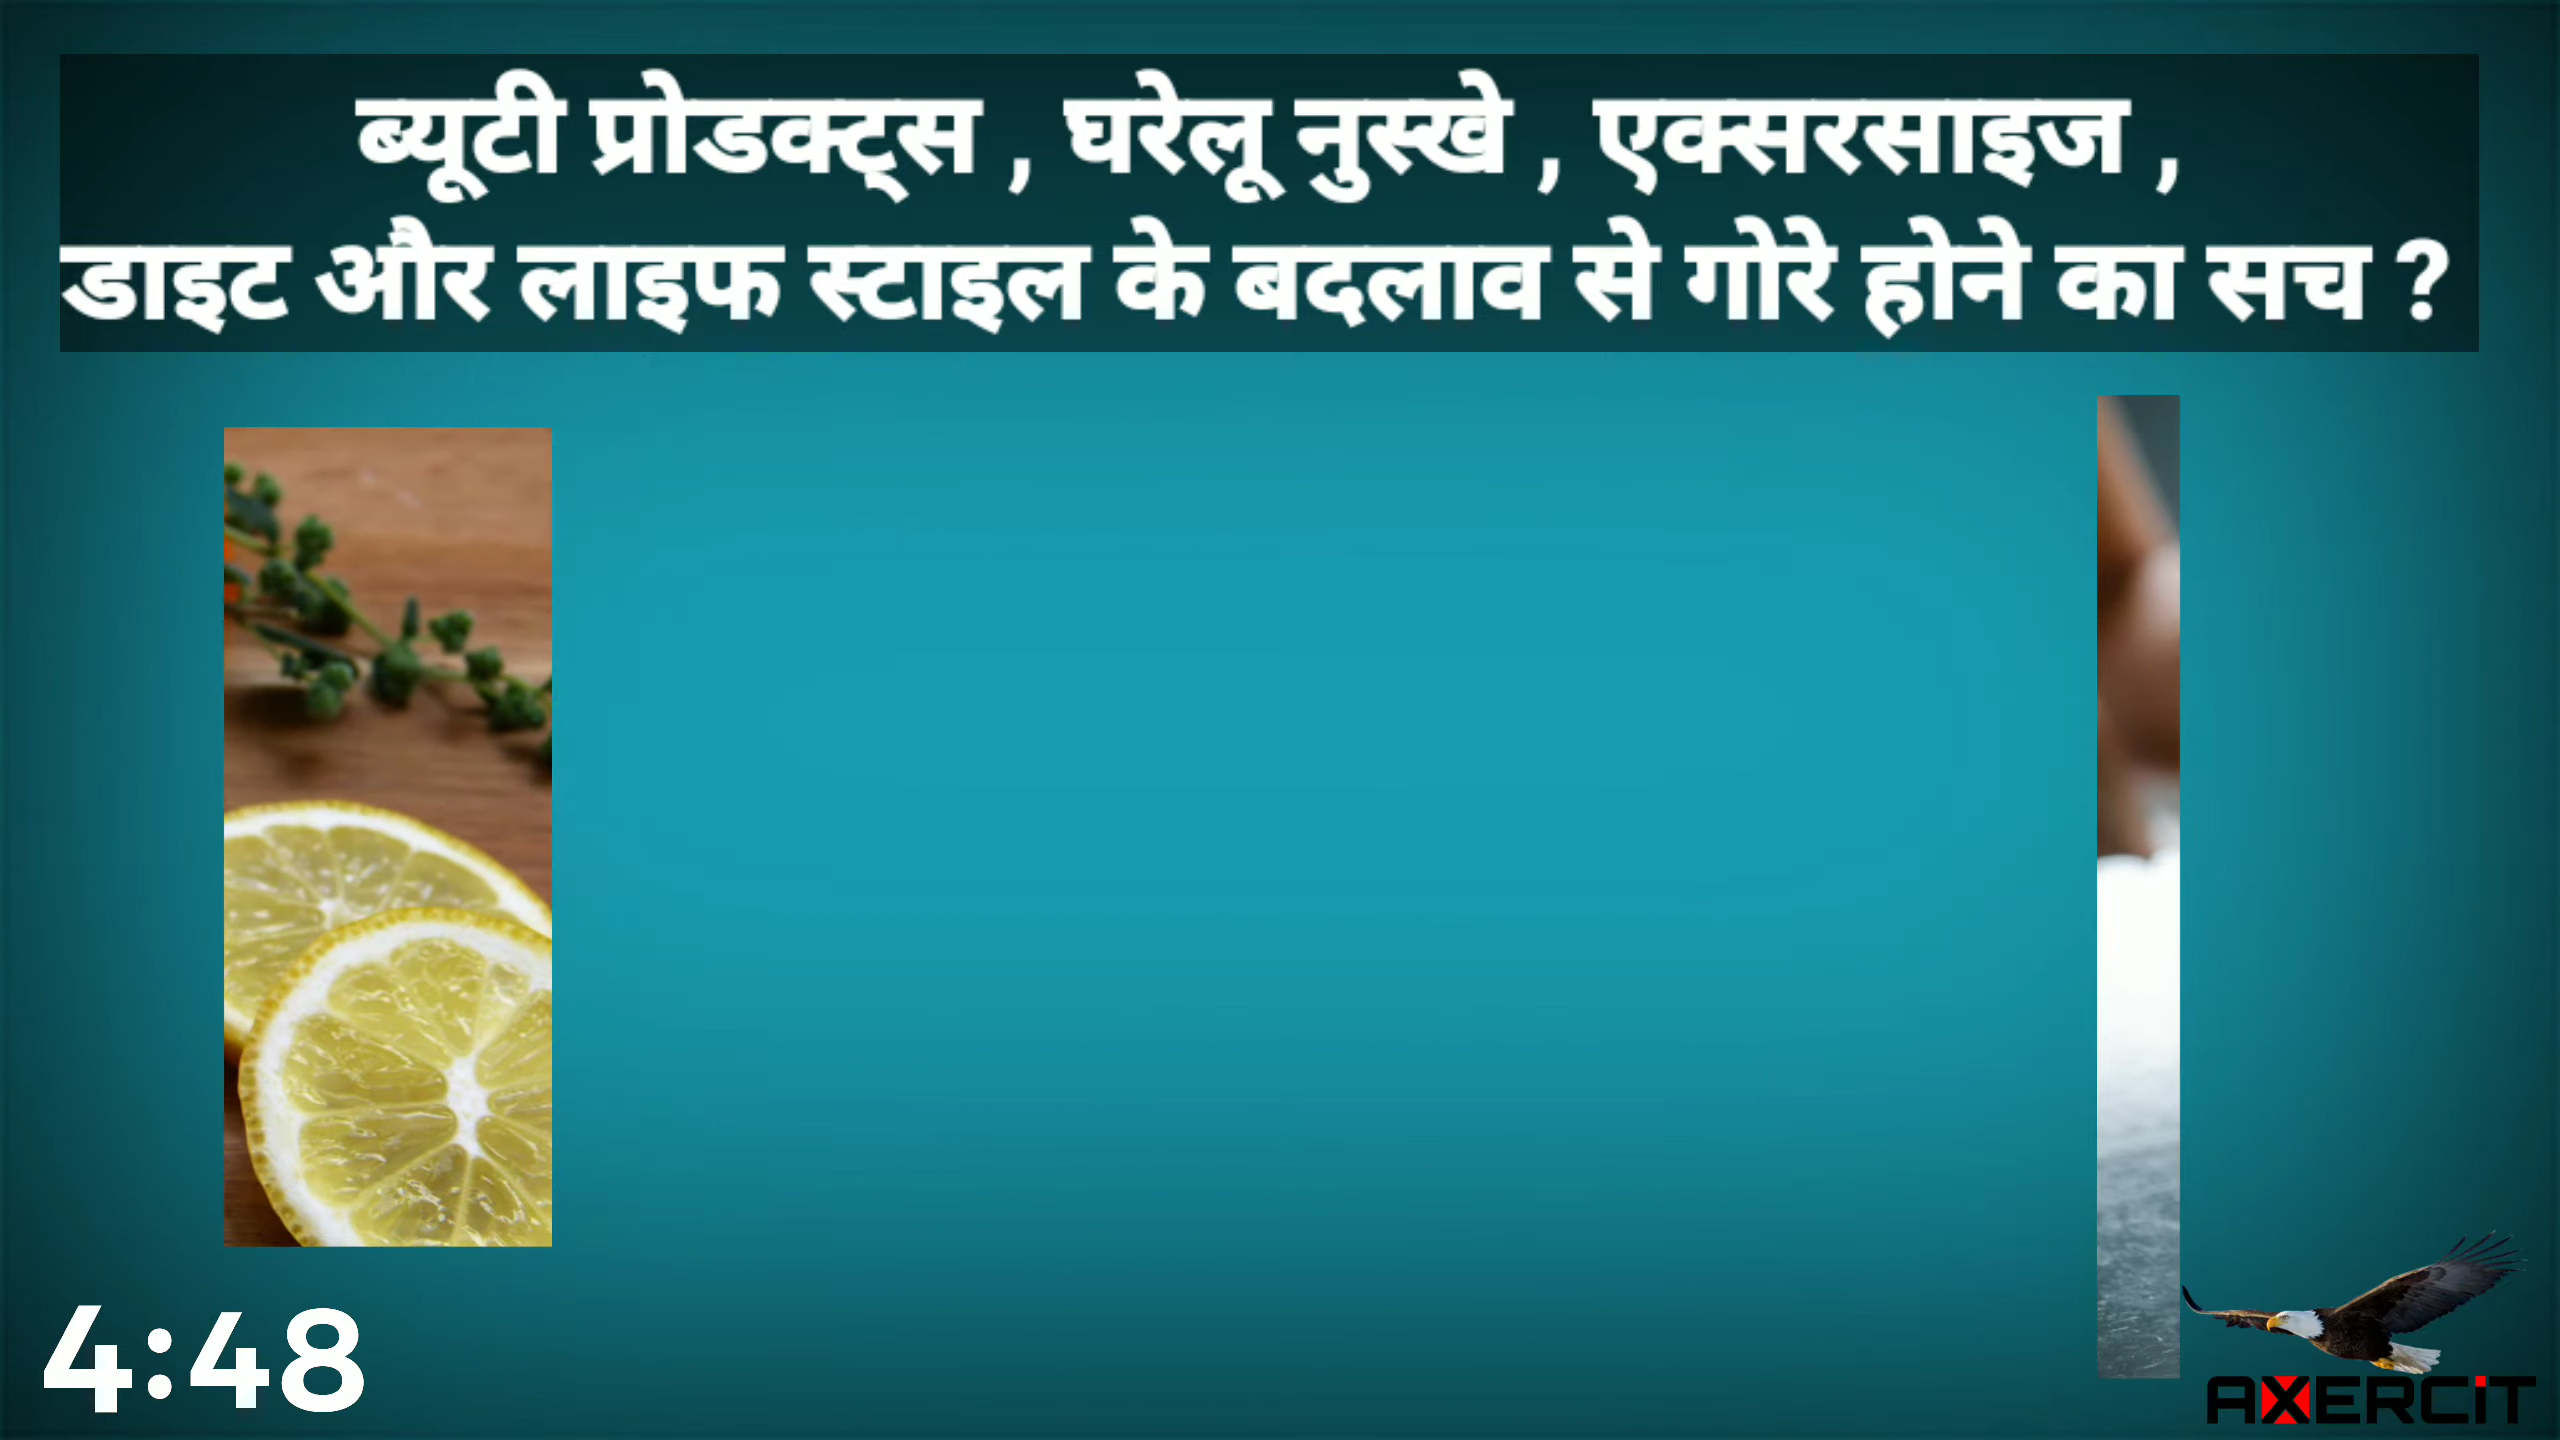 ब्यूटी प्रोडक्ट्स , घरेलू नुस्खे , एक्सरसाइज ,
डाइट और लाइफ स्टाइल के बदलाव से गोरे होने का सच ?
4:48
AXERCiT